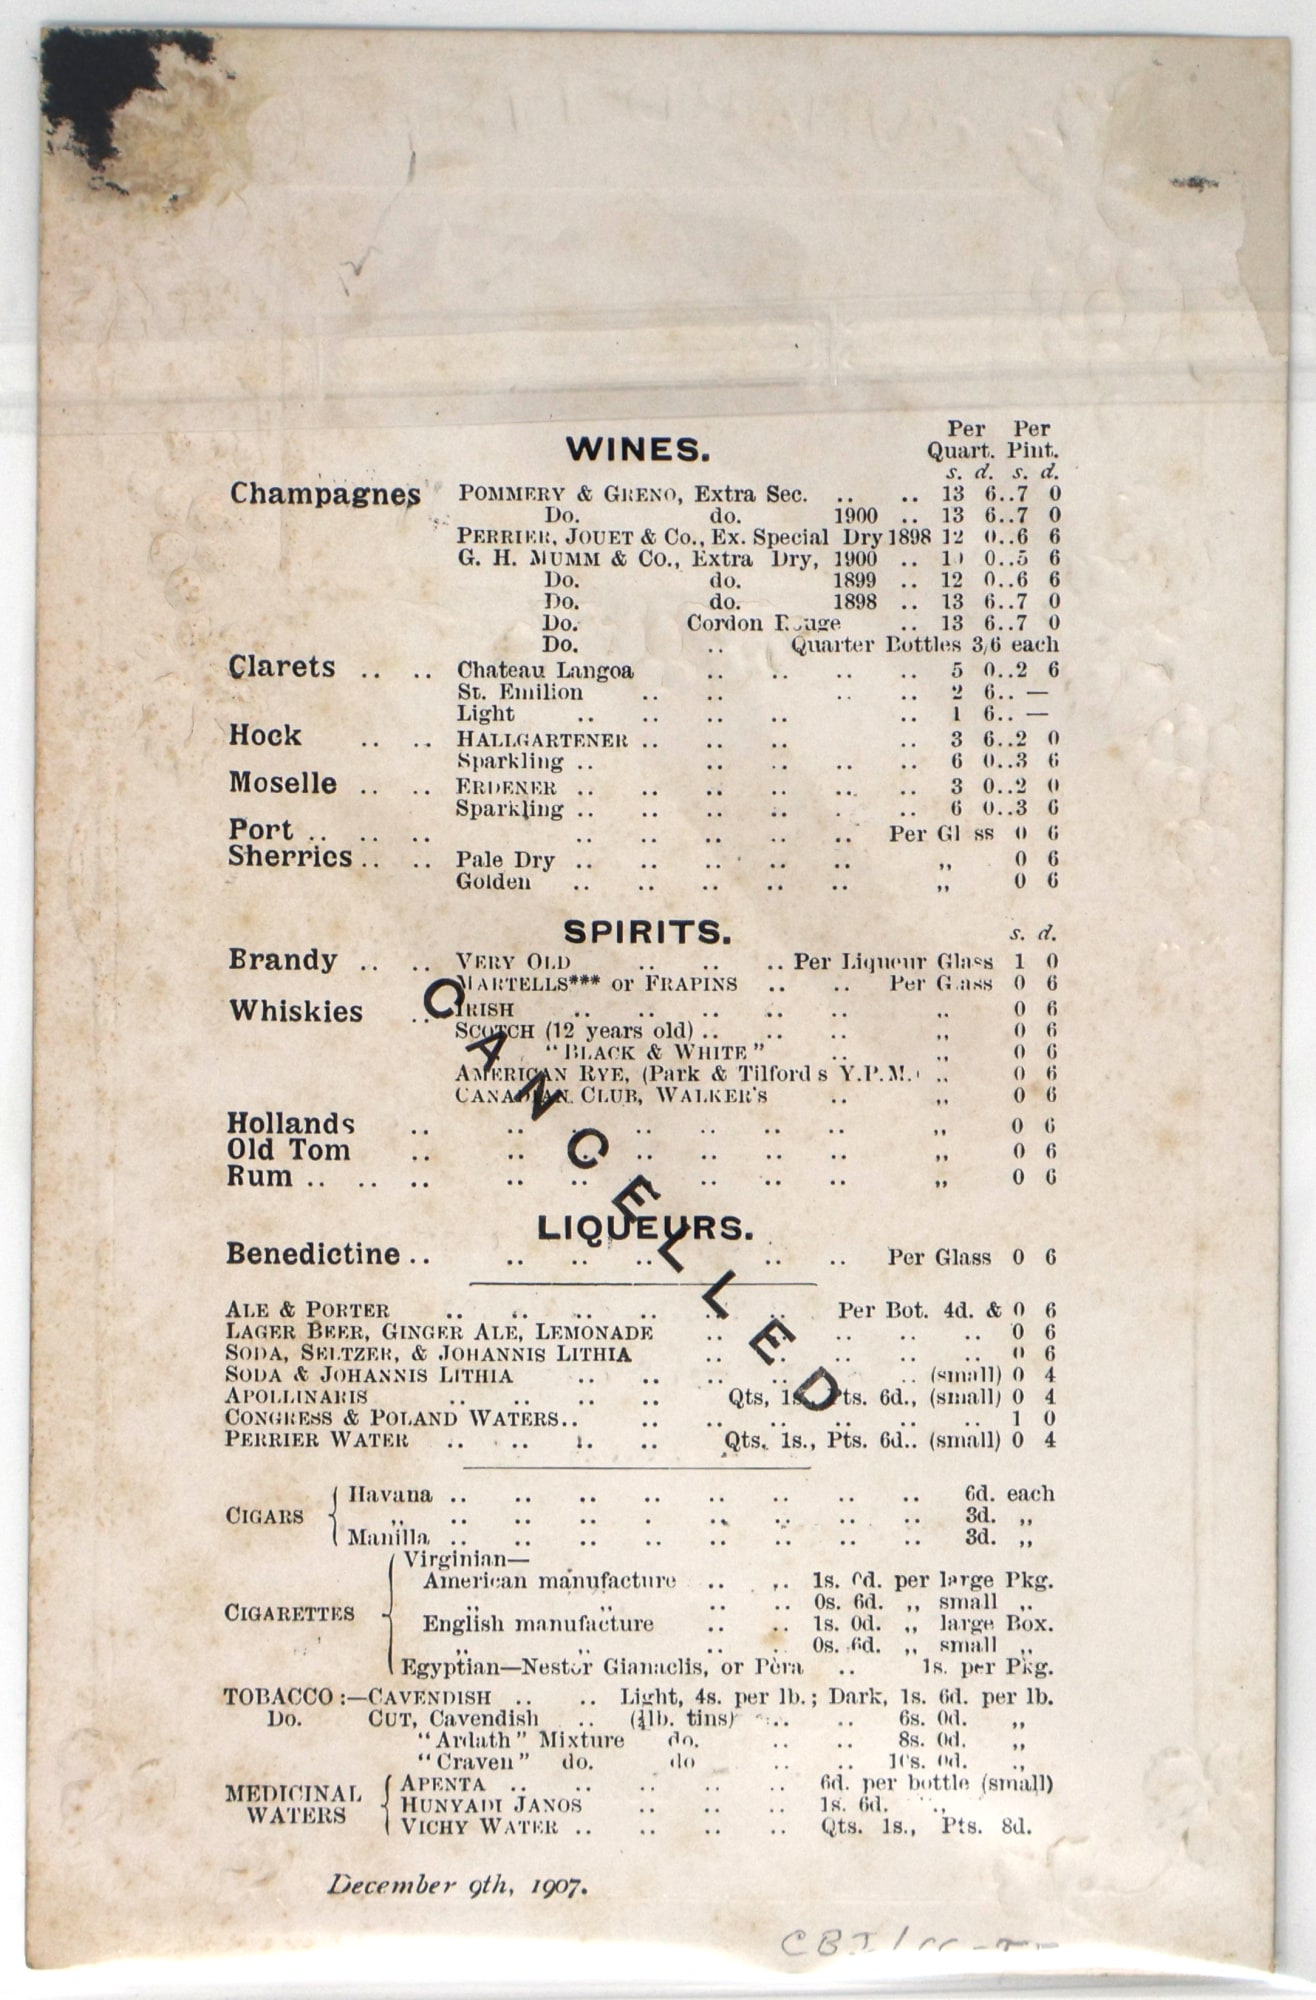 WINES.
Per Per
Quart. Pint.
s. d. s. d.
Champagnes POMMERY & GRENO, Extra Sec. .. .. 13 6..7 0
Do. do. 1900 .. 13 6..7 0
PERRIER, JOUET & Co., Ex. Special Dry 1898 12 0..6 6
G. H. MUMM & Co., Extra Dry, 1900 .. 0..5 6
Do. do. 1899 .. 12 0..6 6
Do. do. 1898 .. 13 6..7 0
Do. Cordon Rouge .. 13 6..7 0
Do. .. Quarter Bottles 3/6 each
Clarets .. .. Chateau Langoa .. .. .. .. 5 0..2 6
St. Emilion .. .. .. .. 2 6.. —
Light .. .. .. .. .. 1 6.. —
Hock .. .. HALLGARTENER .. .. .. .. 3 6..2 0
Sparkling .. .. .. .. .. 6 0..3 6
Moselle .. .. ERDENER .. .. .. .. .. .. 3 0..2 0
Sparkling .. .. .. .. . .. 6 0..3 6
Port .. .. .. .. .. .. .. .. Per Gl ss 0 6
Sherries .. .. Pale Dry .. .. .. .. .. ,, 0 6
Golden .. .. .. .. .. ,, 0 6
SPIRITS. s. d.
Brandy .. .. VERY OLD .. .. .. Per Liqueur Glass 1 0
MARTELLS*** or FRAPINS .. .. Per Glass 0 6
Whiskies .. IRISH .. .. .. .. .. ,, 0 6
SCOTCH (12 years old) .. .. .. ,, 0 6
"BLACK & WHITE" .. ,, 0 6
AMERICAN RYE, (Park & Tilford s Y.P.M. ,, 0 6
CANADIAN CLUB, WALKER'S .. ,, 0 6
Hollands .. .. .. .. .. .. .. ,, 0 6
Old Tom .. .. .. .. .. .. .. ,, 0 6
Rum .. .. .. .. .. .. .. .. .. ,, 0 6
CANCELLED
LIQUEURS.
Benedictine .. .. .. .. .. .. Per Glass 0 6
ALE & PORTER .. .. .. .. .. .. Per Bot. 4d. & 0 6
LAGER BEER, GINGER ALE, LEMONADE .. .. .. .. 0 6
SODA, SELTZER, & JOHANNIS LITHIA .. .. .. .. .. 0 6
SODA & JOHANNIS LITHIA .. .. .. .. .. .. (small) 0 4
APOLLINARIS .. .. .. .. Qts, 1s., Pts. 6d., (small) 0 4
CONGRESS & POLAND WATERS .. .. .. .. .. .. .. 1 0
PERRIER WATER .. .. .. .. Qts. 1s., Pts. 6d.. (small) 0 4
CIGARS Havana .. .. .. .. .. .. .. .. 6d. each
,, .. .. .. . .. .. .. .. 3d. ,,
Manilla .. .. .. .. .. .. .. .. 3d. ,,
CIGARETTES Virginian—
American manufacture .. .. 1s. 0d. per large Pkg.
,, ,, .. .. 0s. 6d. ,, small ,,
English manufacture .. .. 1s. 0d. ,, large Box.
,, ,, .. .. 0s. 6d. ,, small ,,
Egyptian—Nestor Gianaclis, or Pèra .. 1s. per Pkg.
TOBACCO :—CAVENDISH .. .. Light, 4s. per lb.; Dark, 1s. 6d. per lb.
Do. CUT, Cavendish .. (¼lb. tins) .. .. 6s. 0d. ,,
"Ardath" Mixture do. .. .. 8s. 0d. ,,
"Craven" do. do .. .. 10s. 0d. ,,
MEDICINAL WATERS APENTA .. .. .. .. .. 6d. per bottle (small)
HUNYADI JANOS .. .. .. 1s. 6d. ,,
VICHY WATER .. .. .. .. Qts. 1s., Pts. 8d.
December 9th, 1907.